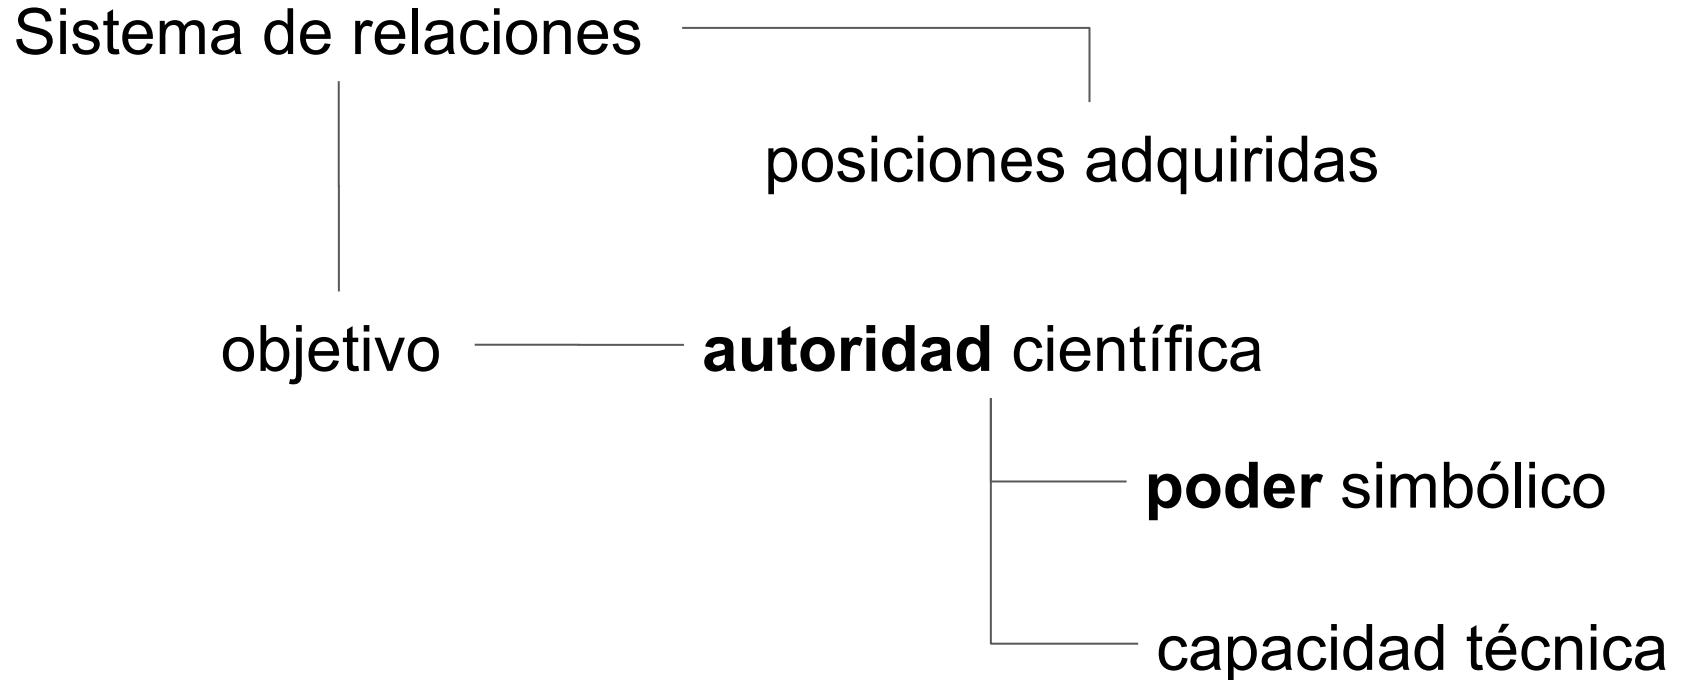 Sistema de relaciones
posiciones adquiridas
objetivo
autoridad científica
poder simbólico
capacidad técnica